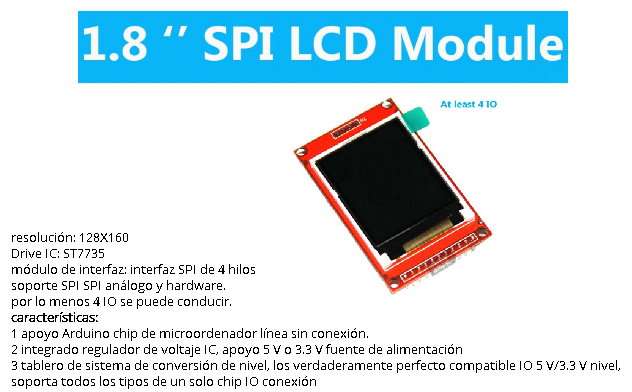 1.8 ‘’ SPI LCD Module
At least 4 IO
resolución: 128X160
Drive IC: ST7735
módulo de interfaz: interfaz SPI de 4 hilos
soporte SPI SPI análogo y hardware.
por lo menos 4 IO se puede conducir.
características:
1 apoyo Arduino chip de microordenador línea sin conexión.
2 integrado regulador de voltaje IC, apoyo 5 V o 3.3 V fuente de alimentación
3 tablero de sistema de conversión de nivel, los verdaderamente perfecto compatible IO 5 V/3.3 V nivel,
soporta todos los tipos de un solo chip IO conexión